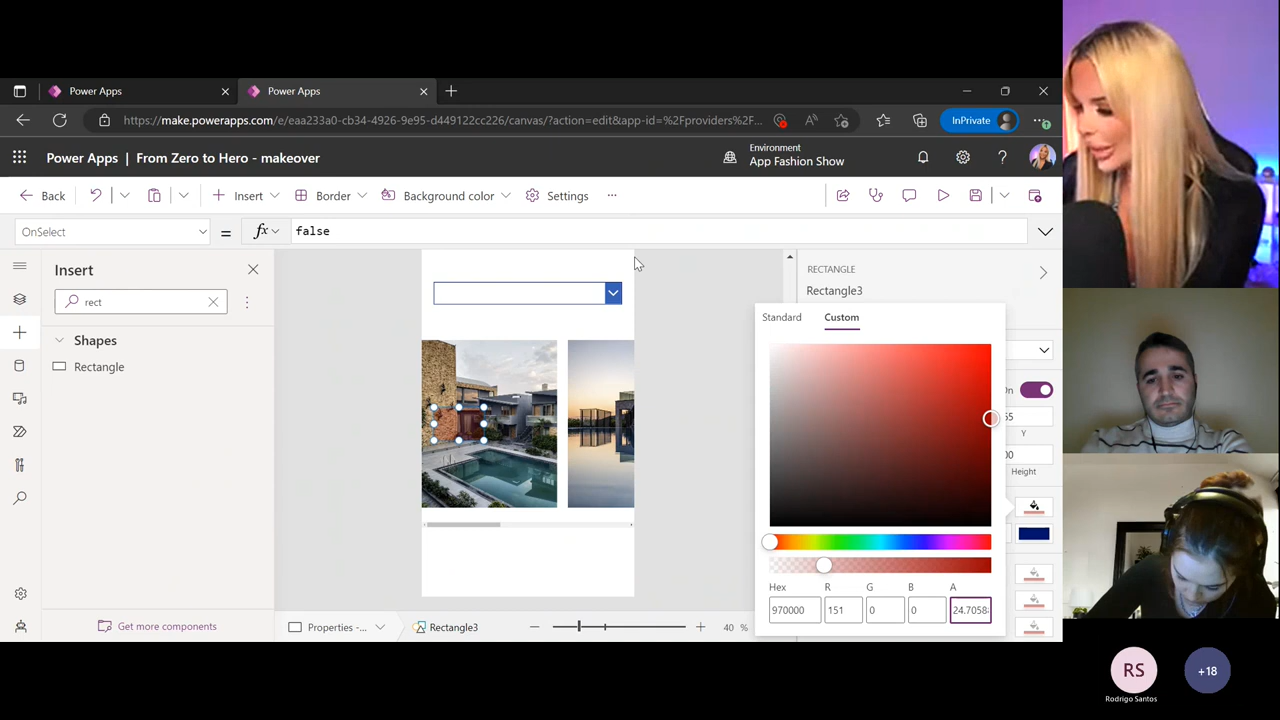 Power Apps
Power Apps
https://make.powerapps.com/e/eaa233a0-cb34-4926-9e95-d449122cc226/canvas/?action=edit&app-id=%2Fproviders%2F...
InPrivate
Power Apps | From Zero to Hero - makeover
Environment
App Fashion Show
Back
Insert
Border
Background color
Settings
OnSelect
=
fx
false
Insert
rect
Shapes
Rectangle
Get more components
RECTANGLE
Rectangle3
Standard
Custom
On
55
Y
00
Height
Hex
R
G
B
A
970000
151
0
0
24.7058
Properties -...
Rectangle3
40 %
RS
Rodrigo Santos
+18